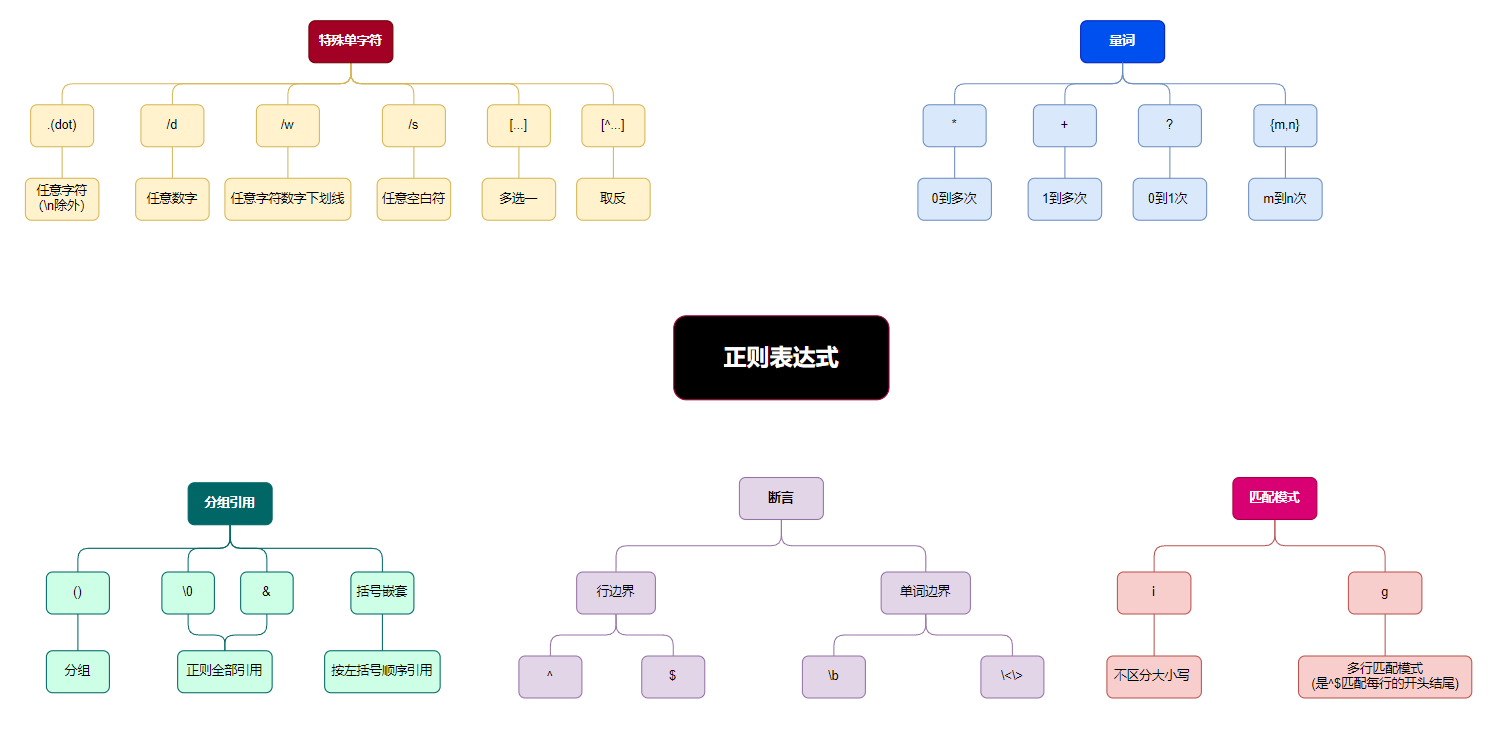 特殊单字符
.(dot)
/d
/w
/s
[...]
[^...]
任意字符
(\n除外)
任意数字
任意字符数字下划线
任意空白符
多选一
取反
量词
*
+
?
{m,n}
0到多次
1到多次
0到1次
m到n次
正则表达式
分组引用
()
\0
&
括号嵌套
分组
正则全部引用
按左括号顺序引用
断言
行边界
单词边界
^
$
\b
\<\>
匹配模式
i
g
不区分大小写
多行匹配模式
(是^$匹配每行的开头结尾)